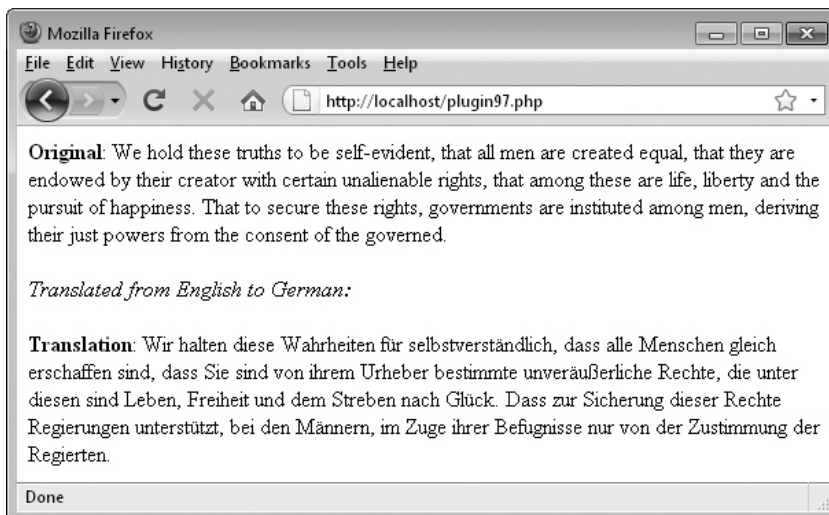 Mozilla Firefox
File Edit View History Bookmarks Tools Help
http://localhost/plugin97.php
Original: We hold these truths to be self-evident, that all men are created equal, that they are
endowed by their creator with certain unalienable rights, that among these are life, liberty and the
pursuit of happiness. That to secure these rights, governments are instituted among men, deriving
their just powers from the consent of the governed.
Translated from English to German:
Translation: Wir halten diese Wahrheiten für selbstverständlich, dass alle Menschen gleich
erschaffen sind, dass Sie sind von ihrem Urheber bestimmte unveräußerliche Rechte, die unter
diesen sind Leben, Freiheit und dem Streben nach Glück. Dass zur Sicherung dieser Rechte
Regierungen unterstützt, bei den Männern, im Zuge ihrer Befugnisse nur von der Zustimmung der
Regierten.
Done